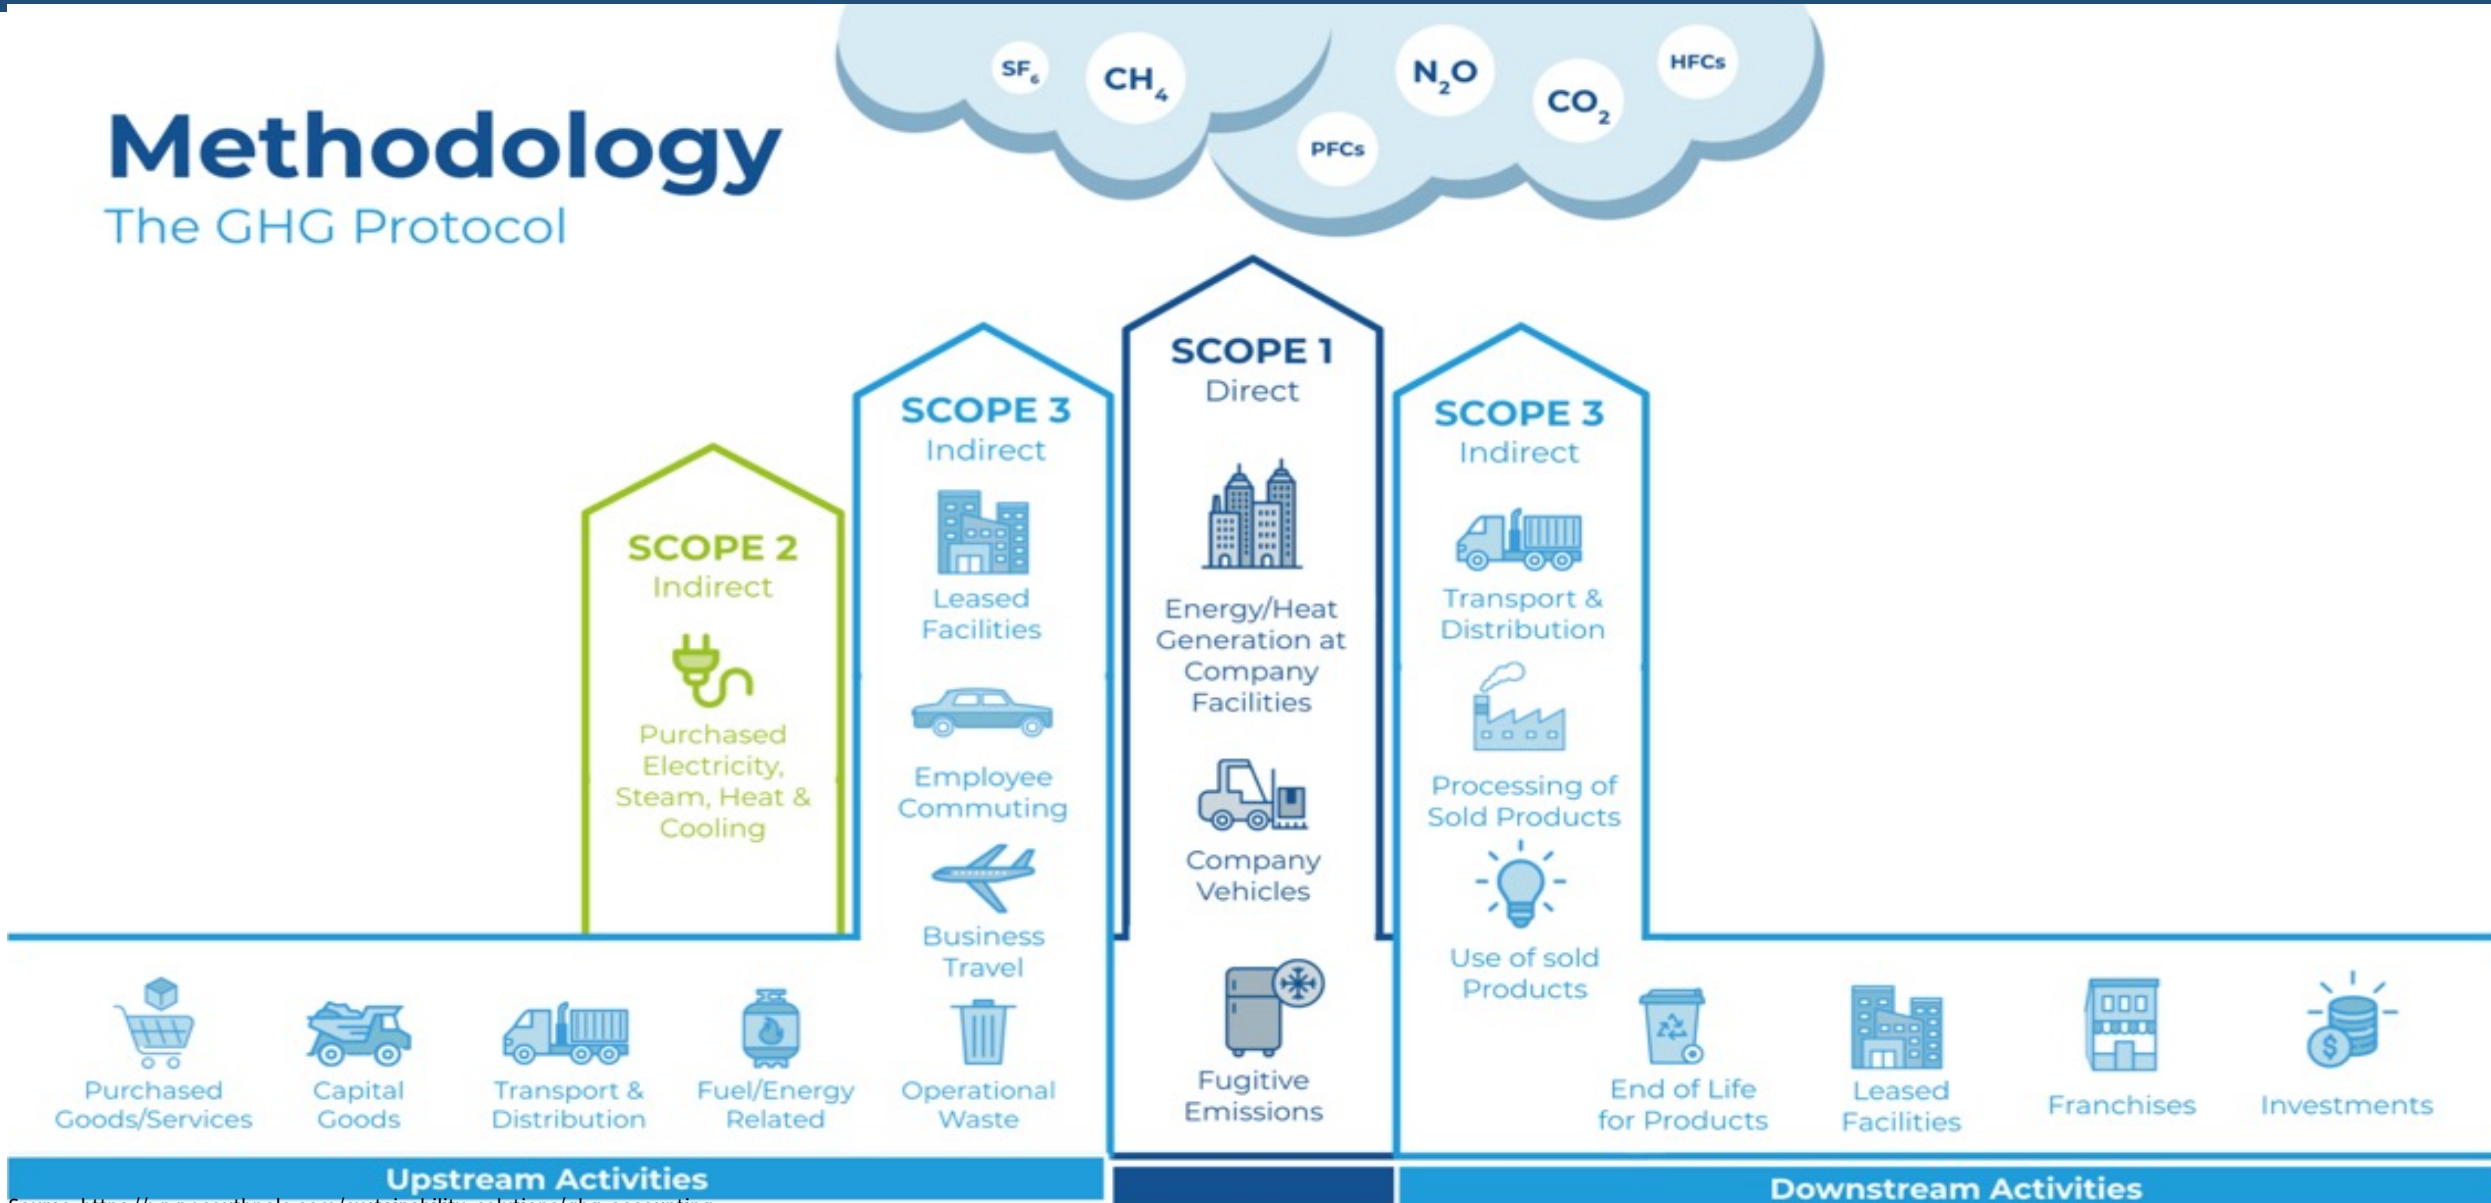 Methodology
The GHG Protocol
SF6
CH4
N2O
CO2
HFCs
PFCs
SCOPE 2
Indirect
Purchased
Electricity,
Steam, Heat &
Cooling
SCOPE 3
Indirect
Leased
Facilities
Employee
Commuting
Business
Travel
Operational
Waste
SCOPE 1
Direct
Energy/Heat
Generation at
Company
Facilities
Company
Vehicles
Fugitive
Emissions
SCOPE 3
Indirect
Transport &
Distribution
Processing of
Sold Products
Use of sold
Products
Purchased
Goods/Services
Capital
Goods
Transport &
Distribution
Fuel/Energy
Related
End of Life
for Products
Leased
Facilities
Franchises
Investments
Upstream Activities
Downstream Activities